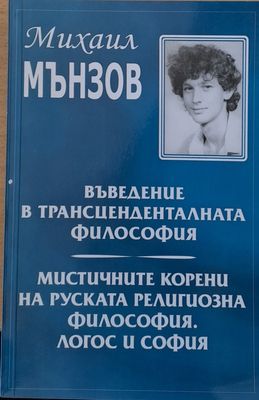 Михаил
МЪНЗОВ
ВЪВЕДЕНИЕ
В ТРАНСЦЕНДЕНТАЛНАТА
ФИЛОСОФИЯ
МИСТИЧНИТЕ КОРЕНИ
НА РУСКАТА РЕЛИГИОЗНА
ФИЛОСОФИЯ.
ЛОГОС И СОФИЯ